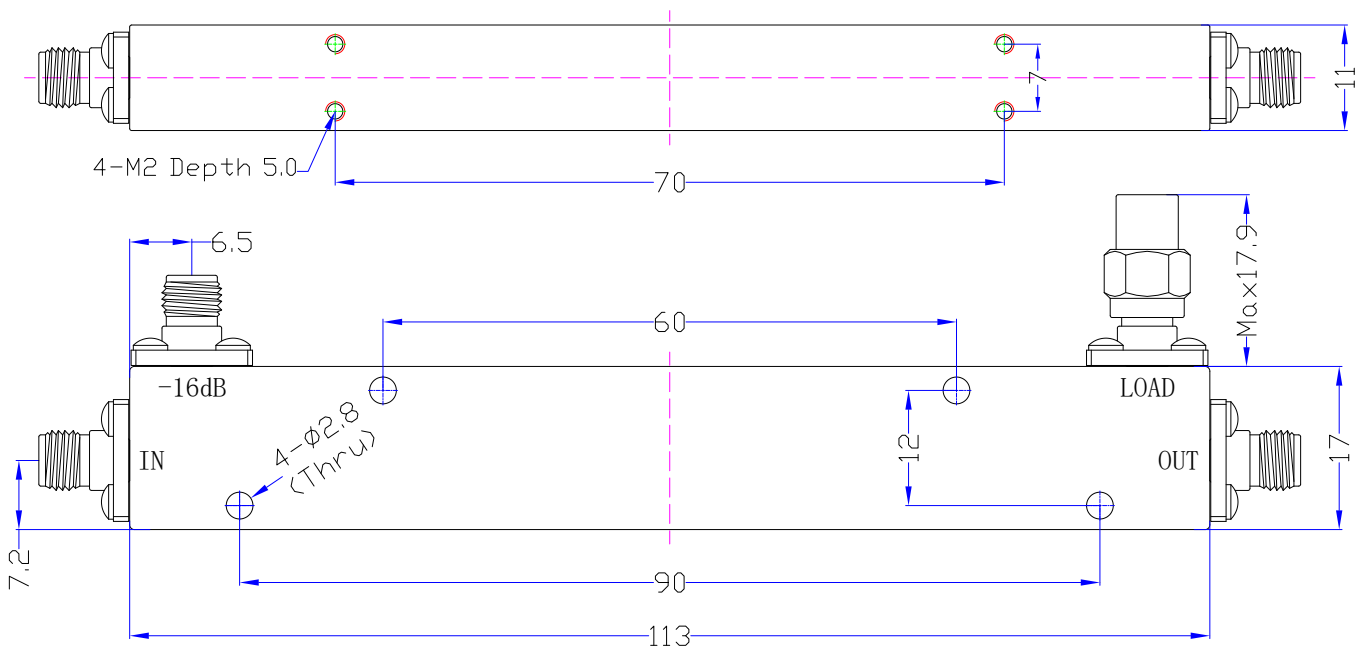 11
7
4-M2 Depth 5.0
70
6.5
Max17.9
60
-16dB
LOAD
4-Ø2.8
(Thru)
12
17
IN
OUT
7.2
90
113